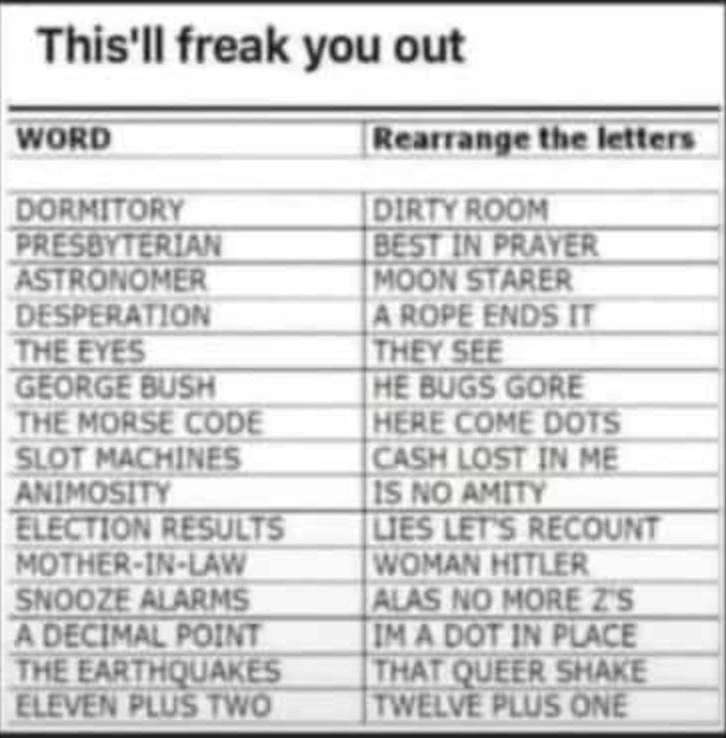 This'll freak you out
WORD Rearrange the letters
DORMITORY DIRTY ROOM
PRESBYTERIAN BEST IN PRAYER
ASTRONOMER MOON STARER
DESPERATION A ROPE ENDS IT
THE EYES THEY SEE
GEORGE BUSH HE BUGS GORE
THE MORSE CODE HERE COME DOTS
SLOT MACHINES CASH LOST IN ME
ANIMOSITY IS NO AMITY
ELECTION RESULTS LIES LET'S RECOUNT
MOTHER-IN-LAW WOMAN HITLER
SNOOZE ALARMS ALAS NO MORE Z'S
A DECIMAL POINT IM A DOT IN PLACE
THE EARTHQUAKES THAT QUEER SHAKE
ELEVEN PLUS TWO TWELVE PLUS ONE